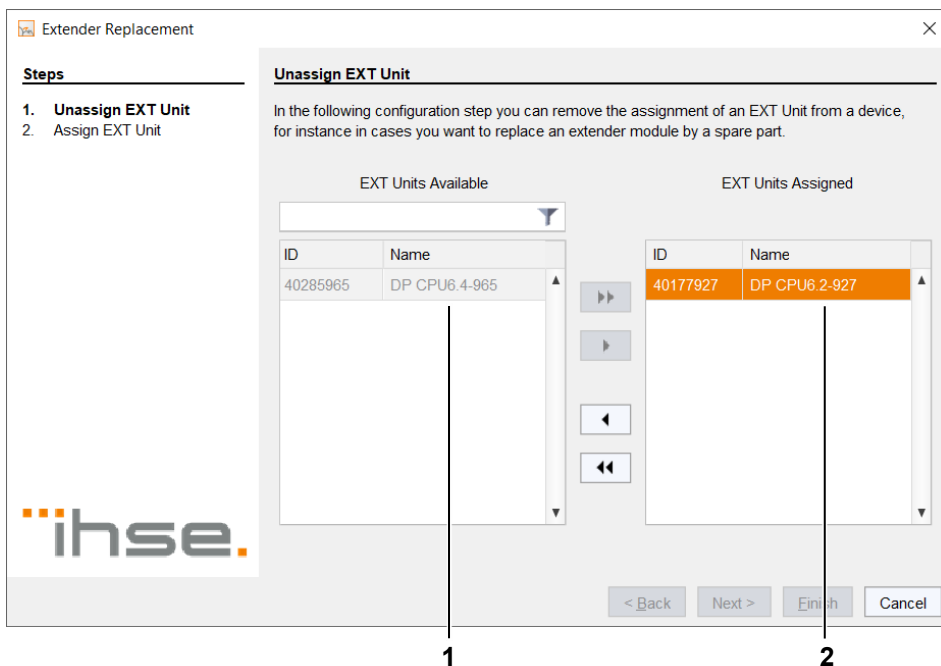 Extender Replacement
Steps
1. Unassign EXT Unit
2. Assign EXT Unit
Unassign EXT Unit
In the following configuration step you can remove the assignment of an EXT Unit from a device,
for instance in cases you want to replace an extender module by a spare part.
EXT Units Available
EXT Units Assigned
ID Name
40285965 DP CPU6.4-965
ID Name
40177927 DP CPU6.2-927
ihse.
< Back Next > Finish Cancel
1 2